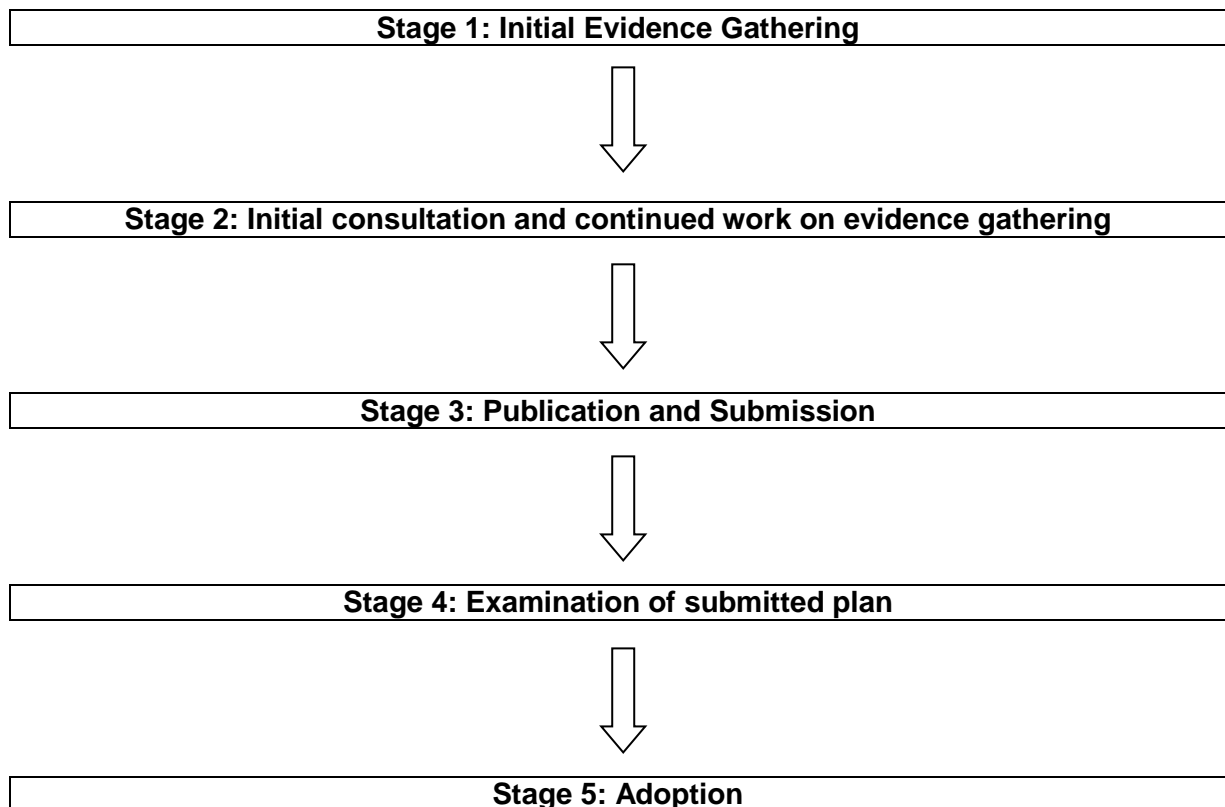 Stage 1: Initial Evidence Gathering
Stage 2: Initial consultation and continued work on evidence gathering
Stage 3: Publication and Submission
Stage 4: Examination of submitted plan
Stage 5: Adoption